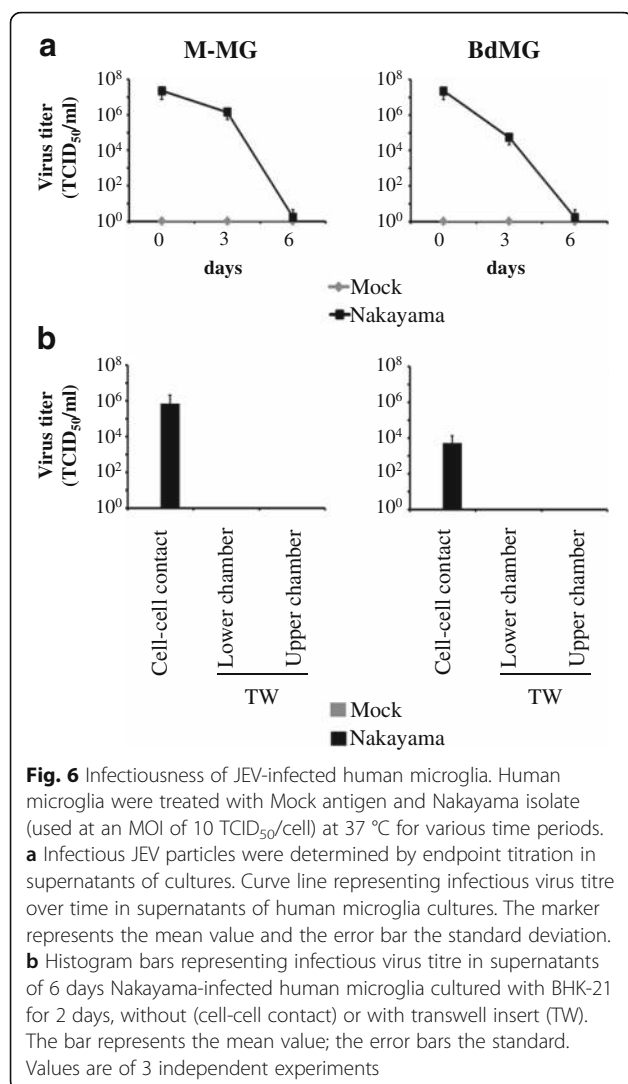 a
M-MG
BdMG
Virus titer
(TCID50/ml)
10^8
10^6
10^4
10^2
10^0
0 3 6
days
10^8
10^6
10^4
10^2
10^0
0 3 6
days
Mock
Nakayama
b
Virus titer
(TCID50/ml)
10^8
10^6
10^4
10^2
10^0
Cell-cell contact
Lower chamber
Upper chamber
TW
10^8
10^6
10^4
10^2
10^0
Cell-cell contact
Lower chamber
Upper chamber
TW
Mock
Nakayama
Fig. 6 Infectiousness of JEV-infected human microglia. Human
microglia were treated with Mock antigen and Nakayama isolate
(used at an MOI of 10 TCID50/cell) at 37 °C for various time periods.
a Infectious JEV particles were determined by endpoint titration in
supernatants of cultures. Curve line representing infectious virus titre
over time in supernatants of human microglia cultures. The marker
represents the mean value and the error bar the standard deviation.
b Histogram bars representing infectious virus titre in supernatants
of 6 days Nakayama-infected human microglia cultured with BHK-21
for 2 days, without (cell-cell contact) or with transwell insert (TW).
The bar represents the mean value; the error bars the standard.
Values are of 3 independent experiments